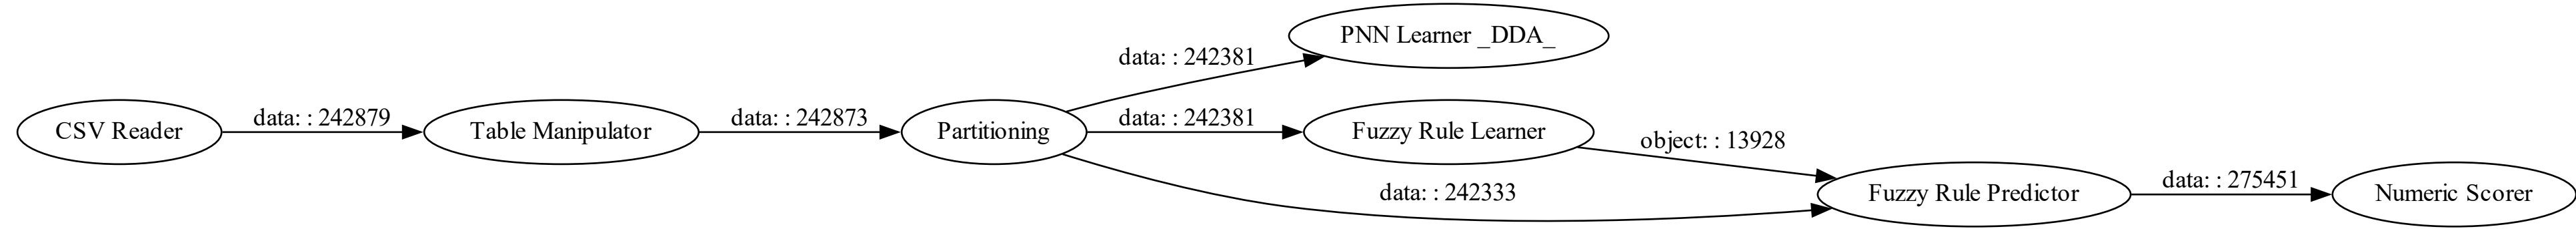 PNN Learner _DDA_
data: : 242381
CSV Reader
data: : 242879
Table Manipulator
data: : 242873
Partitioning
data: : 242381
Fuzzy Rule Learner
object: : 13928
data: : 242333
Fuzzy Rule Predictor
data: : 275451
Numeric Scorer